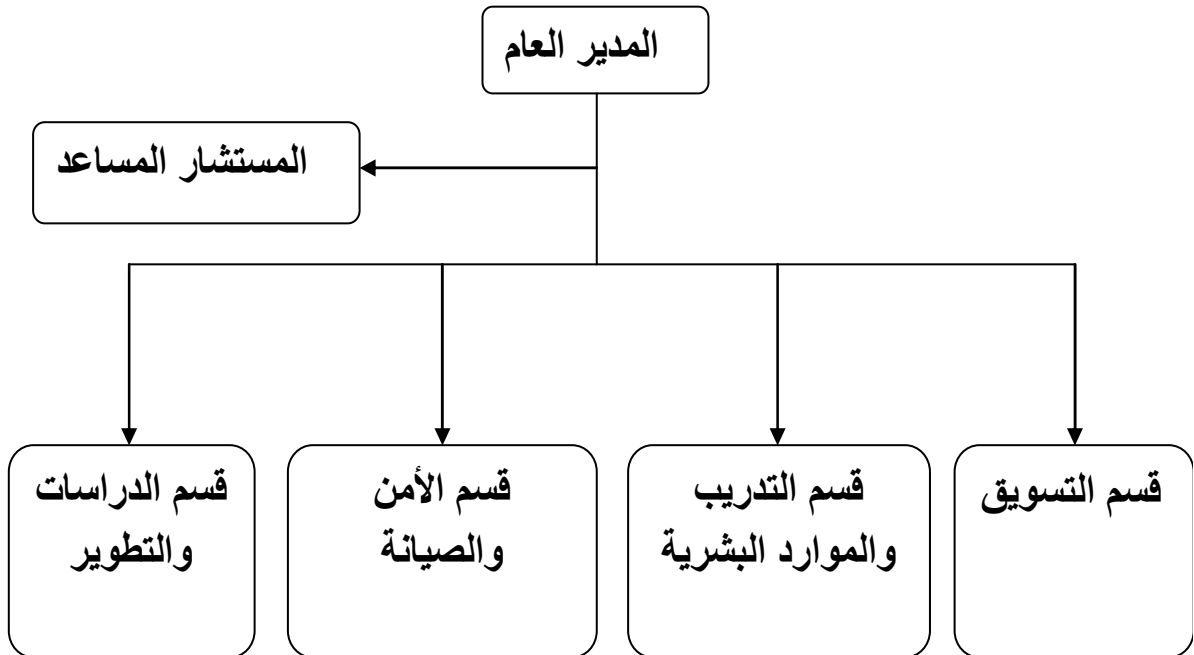 المدير العام
المستشار المساعد
قسم التسويق
قسم التدريب
والموارد البشرية
قسم الأمن
والصيانة
قسم الدراسات
والتطوير